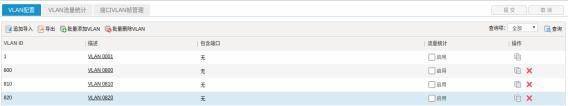 VLAN配置 VLAN流量统计 接口VLAN帧管理 提 交 取 消
追加导入 导出 批量添加VLAN 批量删除VLAN 查询项: 全部 查询
VLAN ID 描述 包含端口 流量统计 操作
1 VLAN 0001 无 启用
800 VLAN 0800 无 启用
810 VLAN 0810 无 启用
820 VLAN 0820 无 启用